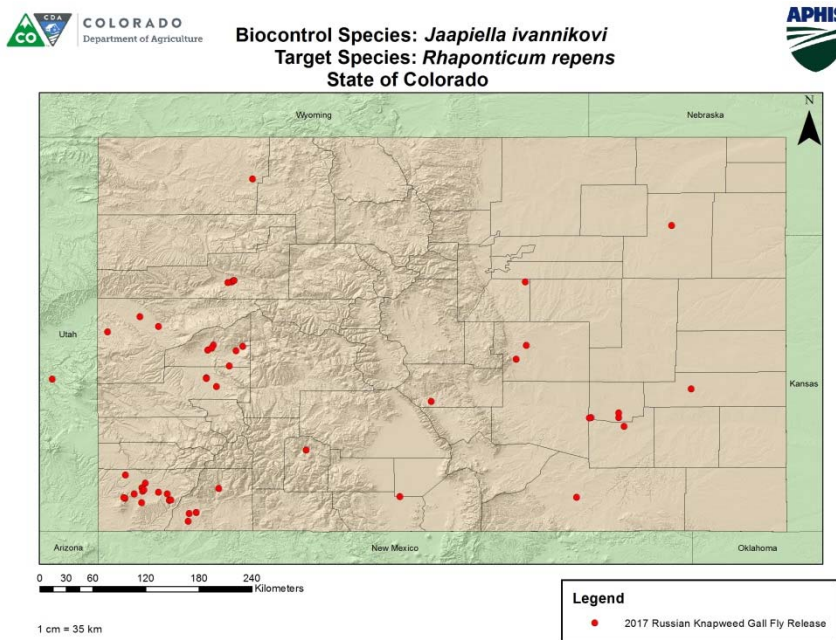 CDA
CO
COLORADO
Department of Agriculture
APHIS
Biocontrol Species: Jaapiella ivannikovi
Target Species: Rhaponticum repens
State of Colorado
Wyoming
Nebraska
N
Utah
Kansas
Arizona
New Mexico
Oklahoma
0 30 60 120 180 240
Kilometers
1 cm = 35 km
Legend
2017 Russian Knapweed Gall Fly Release